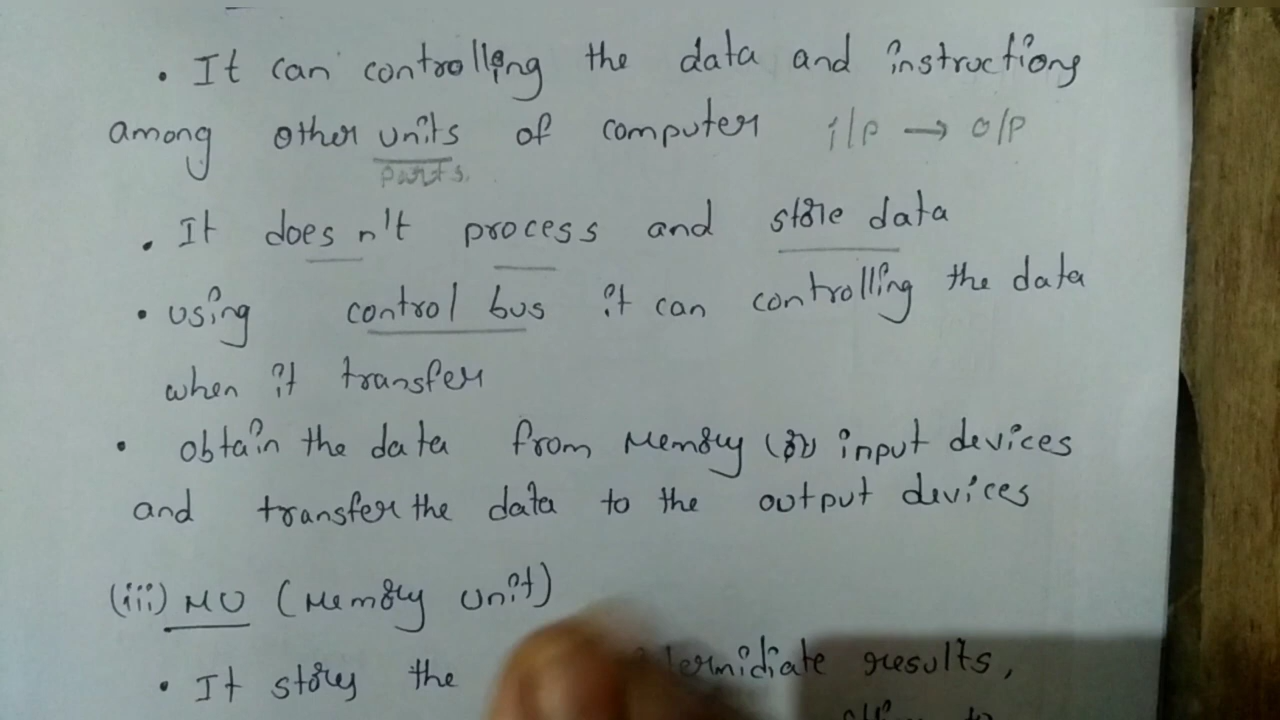 • It can controlling the data and instructions
among other units of computer i/p → o/p
parts.
• It doesn't process and store data
• using control bus it can controlling the data
when it transfer
• obtain the data from Memory (or) input devices
and transfer the data to the output devices
(iii) MU (Memory unit)
• It story the results,